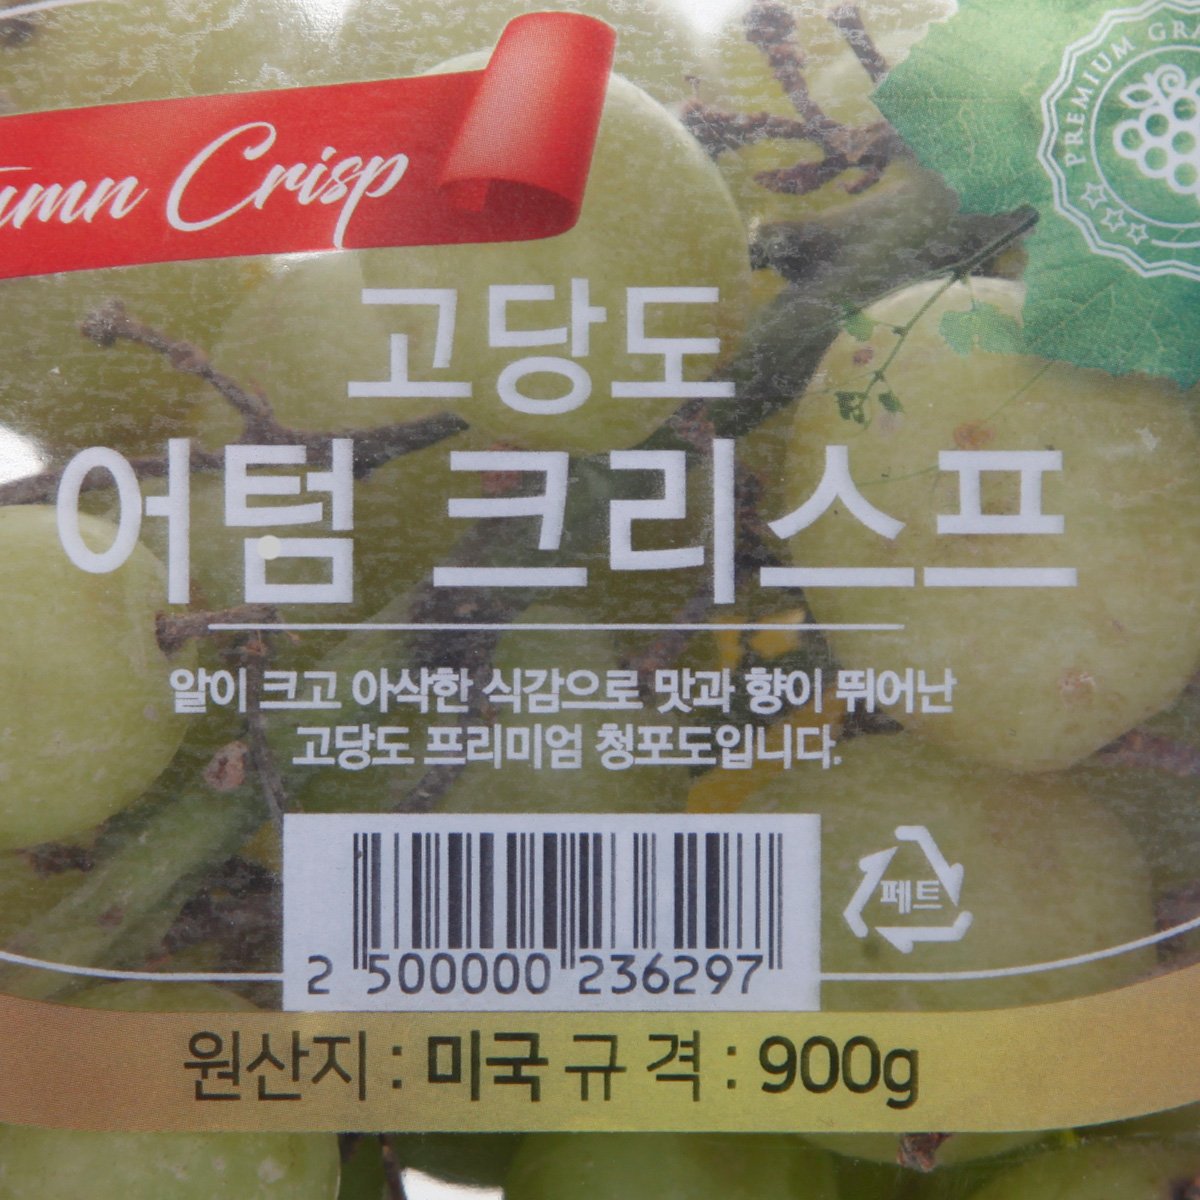 Crisp
PREMIUM
고당도
어텀 크리스프
알이 크고 아삭한 식감으로 맛과 향이 뛰어난
고당도 프리미엄 청포도입니다.
페트
2 500000 236297
원산지 : 미국 규 격 : 900g